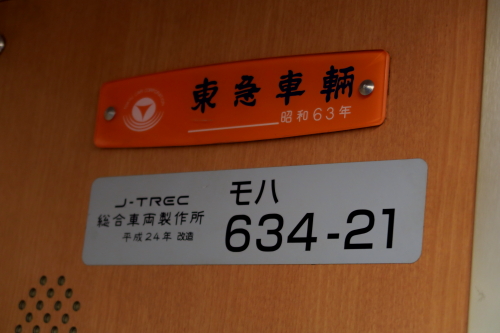 東急車輛
昭和63年
J-TREC
総合車両製作所
平成24年 改造
モハ
634-21